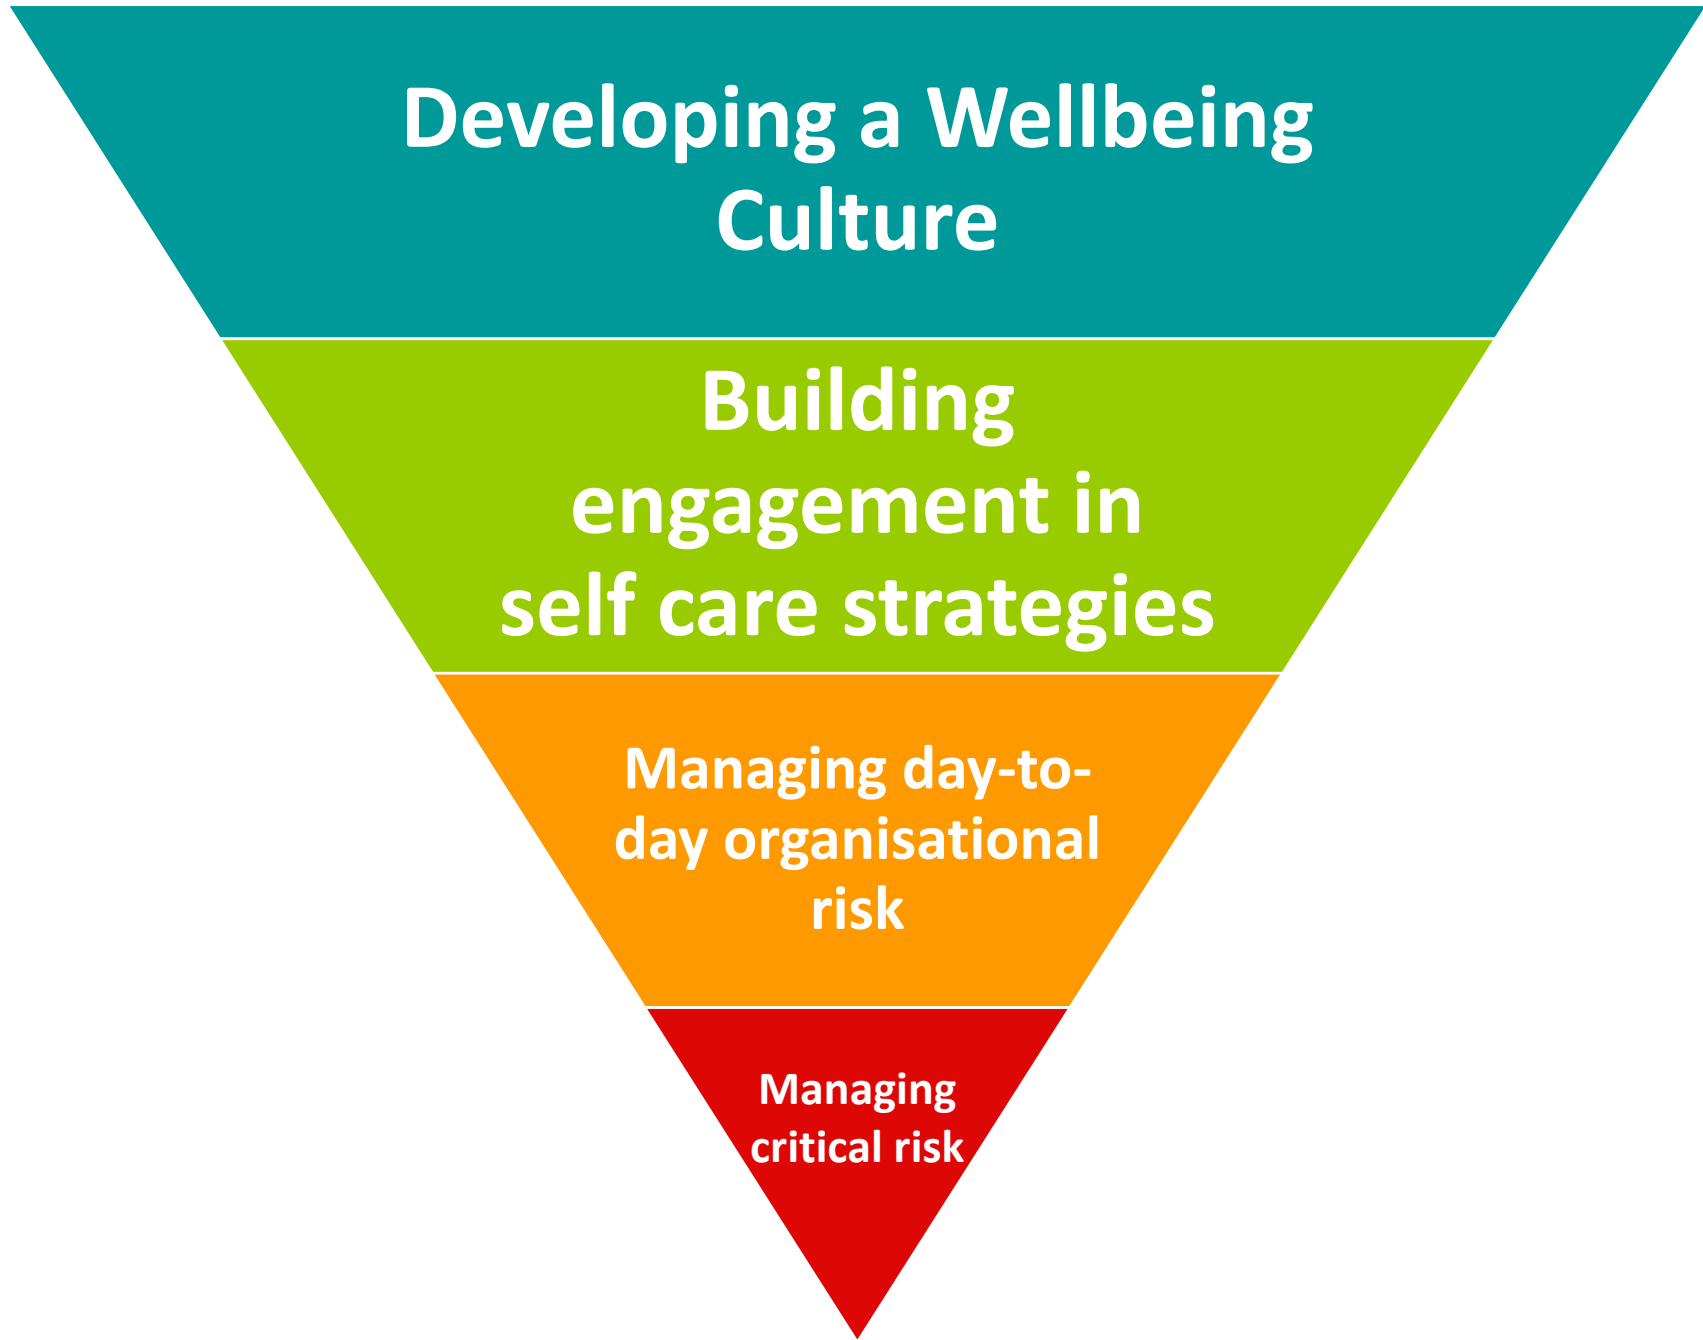 Developing a Wellbeing
Culture
Building
engagement in
self care strategies
Managing day-to-
day organisational
risk
Managing
critical risk